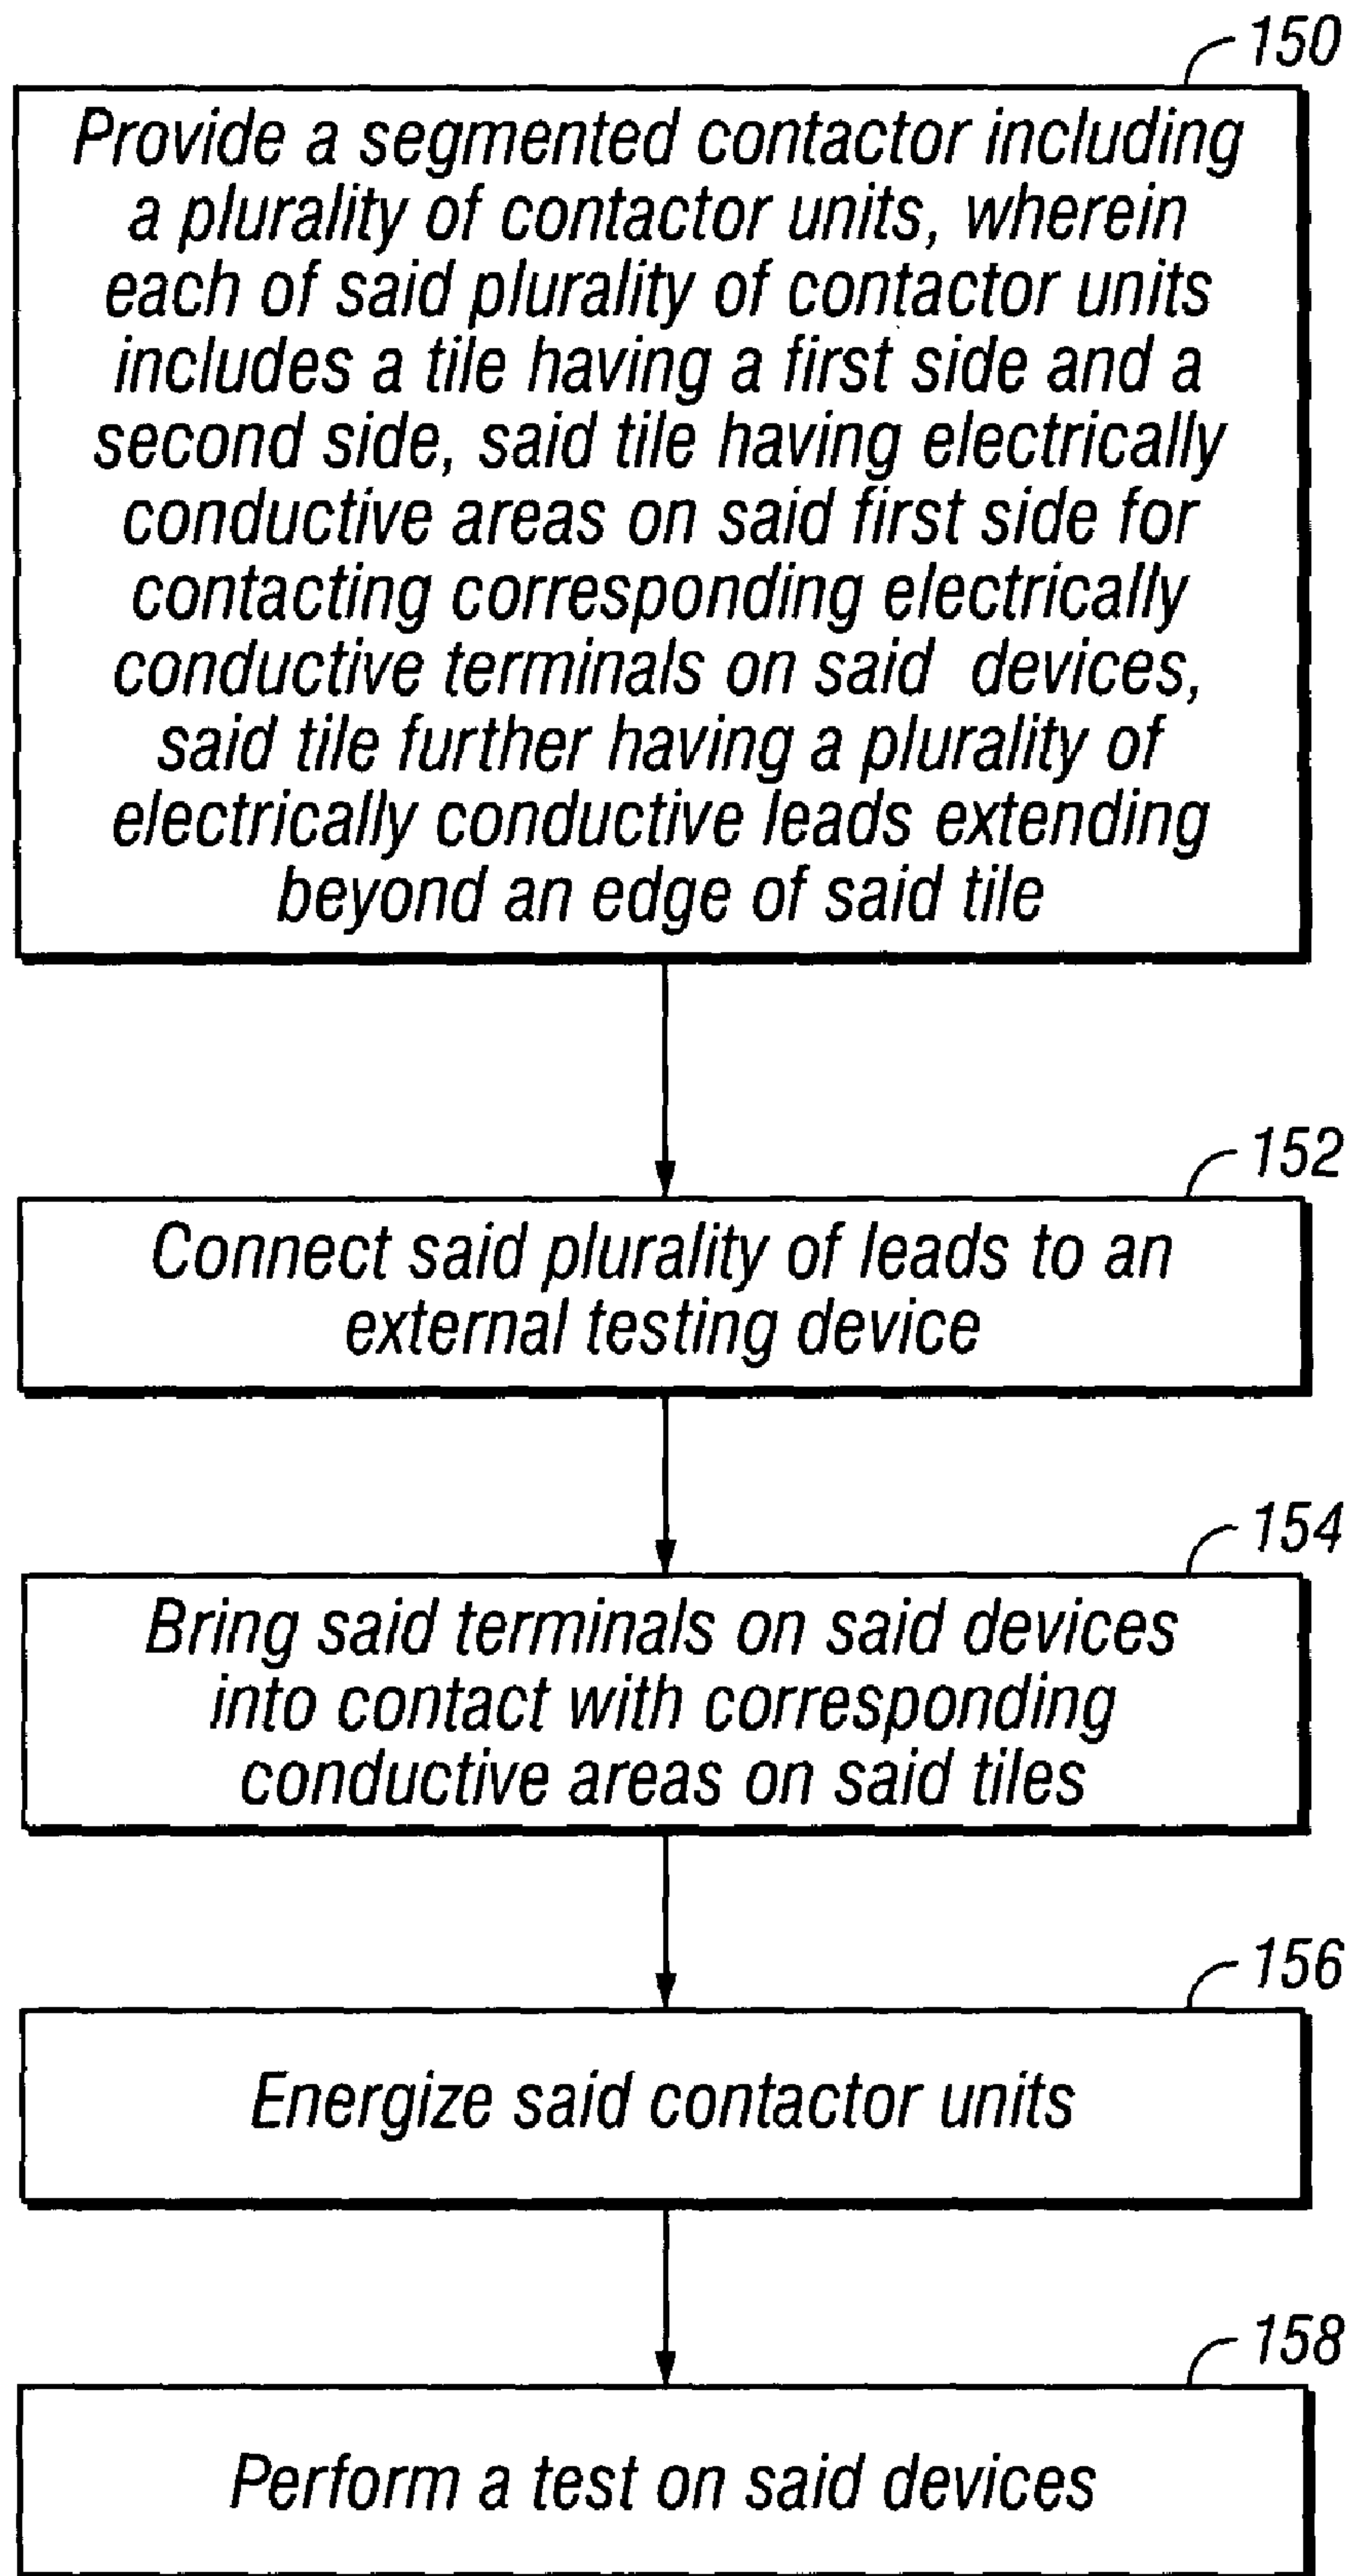 150
Provide a segmented contactor including
a plurality of contactor units, wherein
each of said plurality of contactor units
includes a tile having a first side and a
second side, said tile having electrically
conductive areas on said first side for
contacting corresponding electrically
conductive terminals on said devices,
said tile further having a plurality of
electrically conductive leads extending
beyond an edge of said tile
152
Connect said plurality of leads to an
external testing device
154
Bring said terminals on said devices
into contact with corresponding
conductive areas on said tiles
156
Energize said contactor units
158
Perform a test on said devices